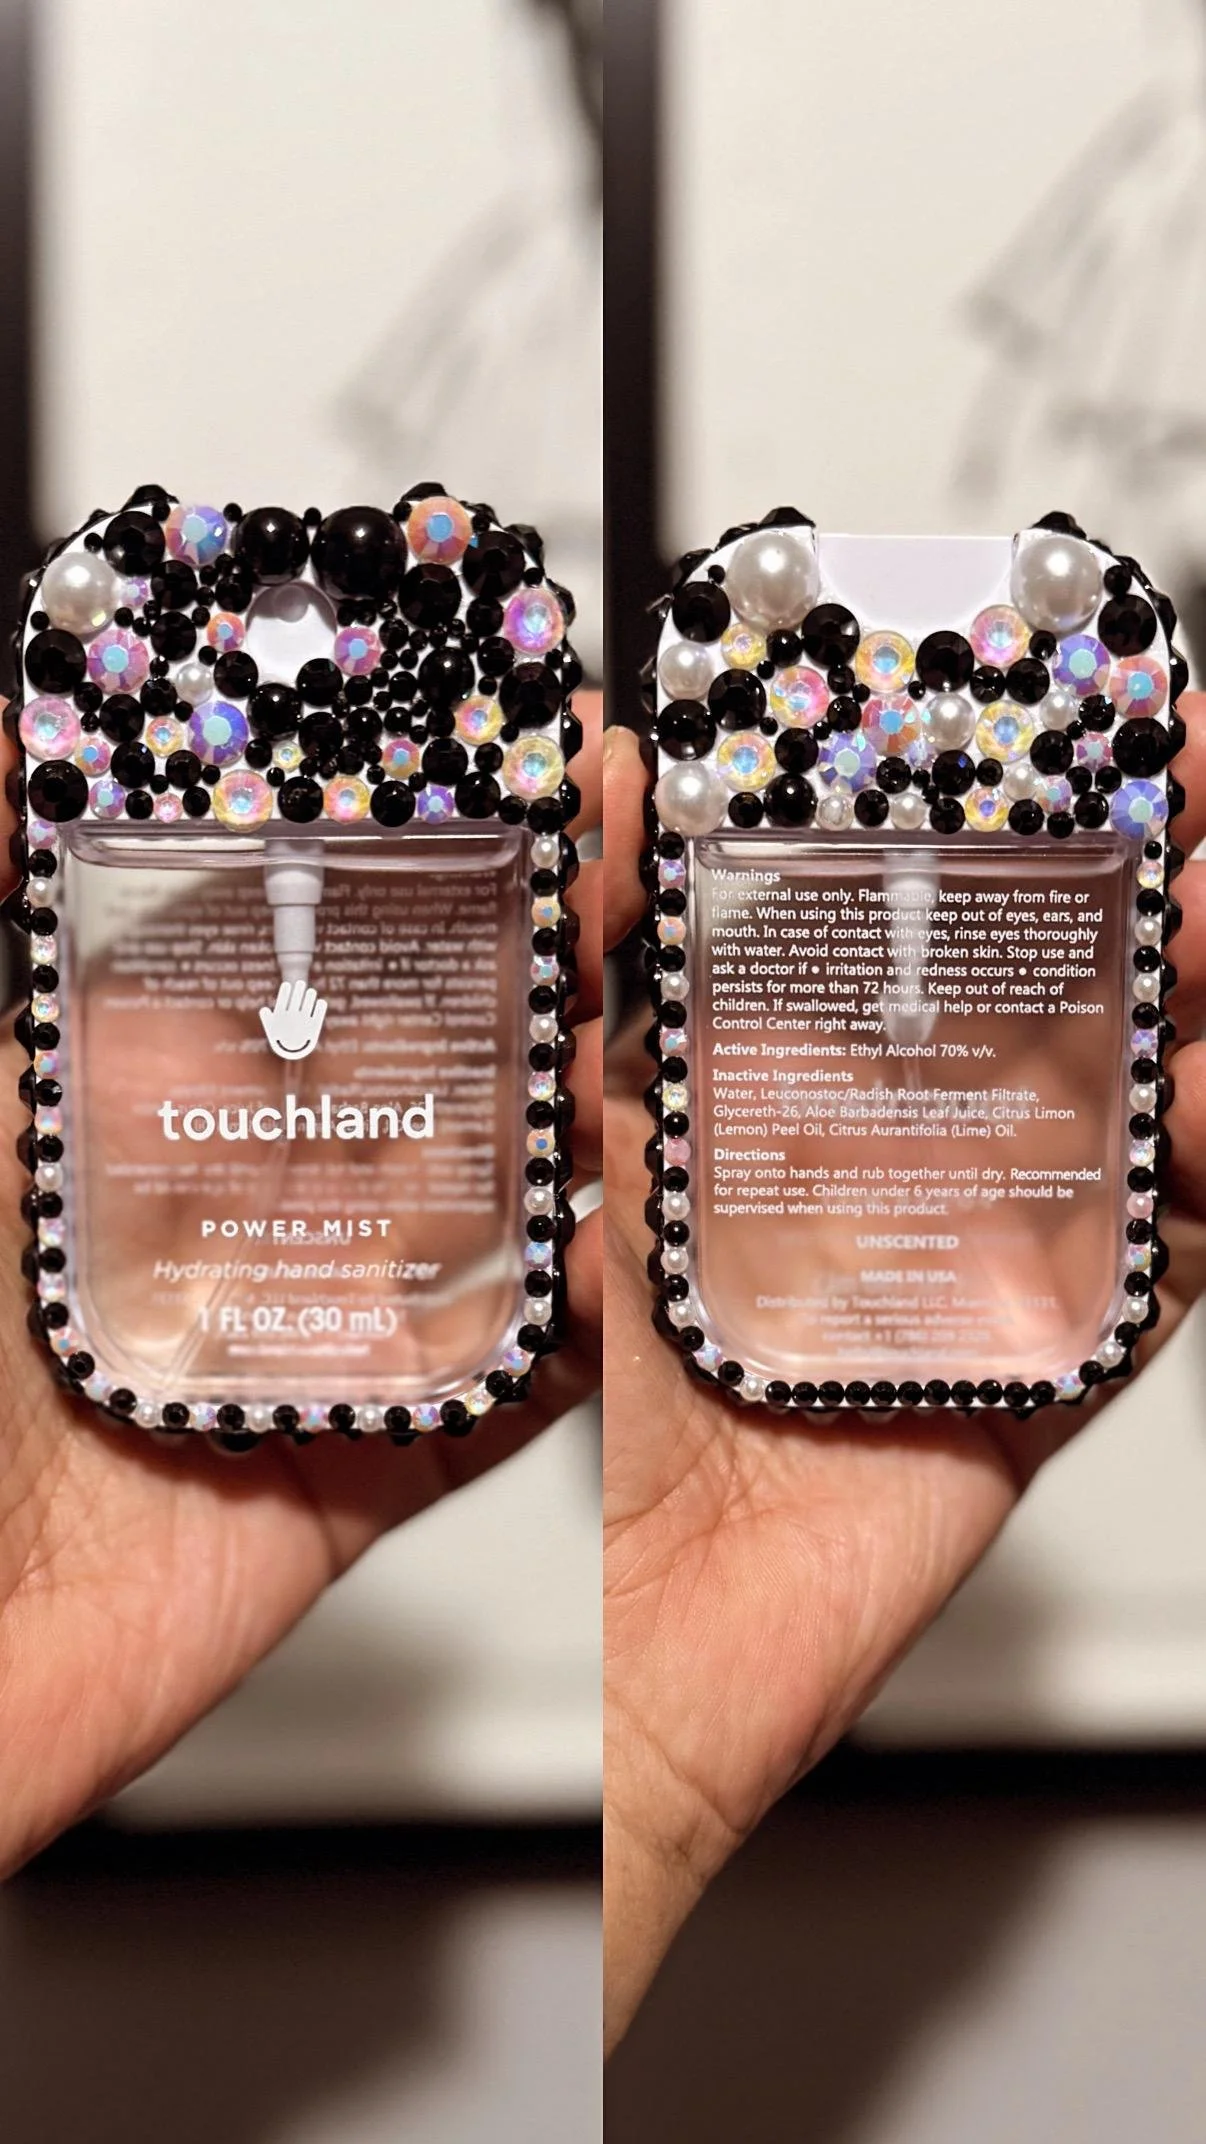 touchland
POWER MIST
Hydrating hand sanitizer
1 FL OZ. (30 mL)
Warnings
For external use only. Flammable, keep away from fire or
flame. When using this product keep out of eyes, ears, and
mouth. In case of contact with eyes, rinse eyes thoroughly
with water. Avoid contact with broken skin. Stop use and
ask a doctor if • irritation and redness occurs • condition
persists for more than 72 hours. Keep out of reach of
children. If swallowed, get medical help or contact a Poison
Control Center right away.
Active Ingredients: Ethyl Alcohol 70% v/v.
Inactive Ingredients
Water, Leuconostoc/Radish Root Ferment Filtrate,
Glycereth-26, Aloe Barbadensis Leaf Juice, Citrus Limon
(Lemon) Peel Oil, Citrus Aurantifolia (Lime) Oil.
Directions
Spray onto hands and rub together until dry. Recommended
for repeat use. Children under 6 years of age should be
supervised when using this product.
UNSCENTED
MADE IN USA
Distributed by Touchland LLC.
To report a serious adverse
contact +1